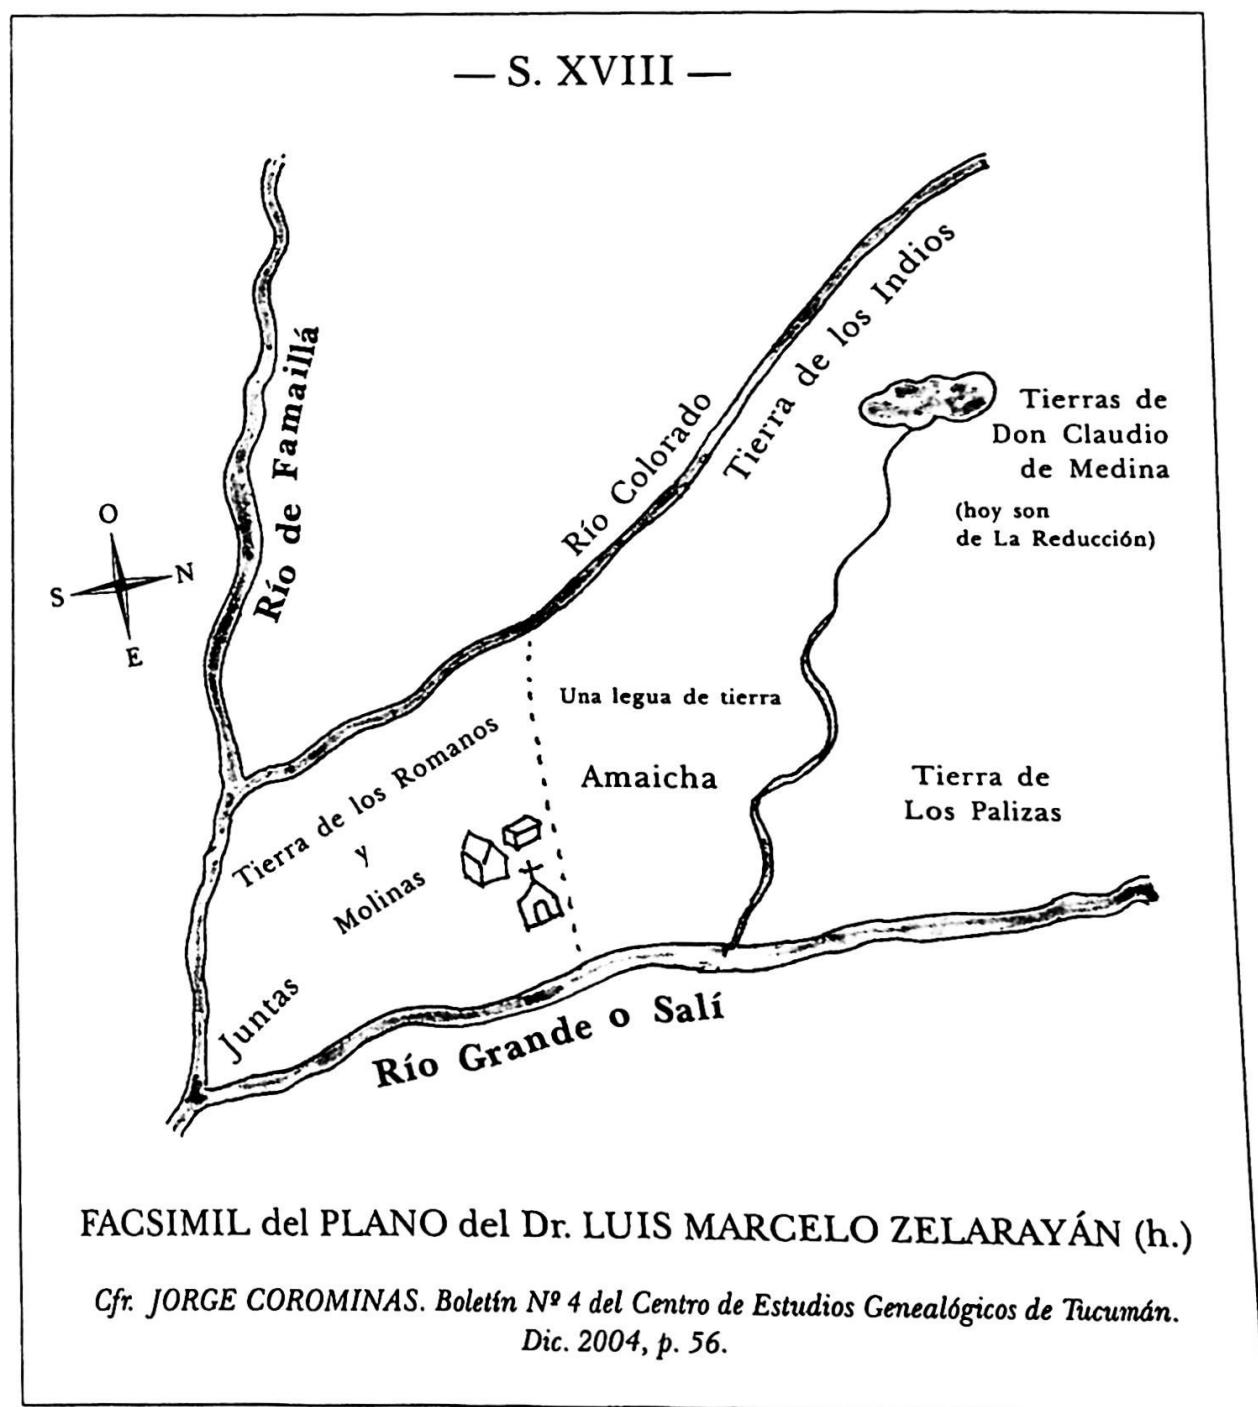 — S. XVIII —
Río de Famaillá
Río Colorado
Tierra de los Indios
Tierras de
Don Claudio
de Medina
(hoy son
de La Reducción)
O
N
S
E
Una legua de tierra
Amaicha
Tierra de los Romanos
y
Molinas
Tierra de
Los Palizas
Juntas
Río Grande o Salí
FACSIMIL del PLANO del Dr. LUIS MARCELO ZELARAYÁN (h.)
Cfr. JORGE COROMINAS. Boletín Nº 4 del Centro de Estudios Genealógicos de Tucumán.
Dic. 2004, p. 56.